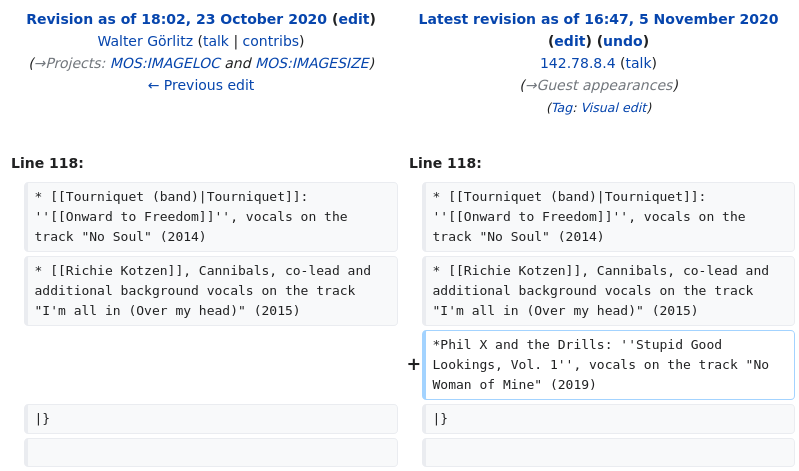 Revision as of 18:02, 23 October 2020 (edit)
Walter Görlitz (talk | contribs)
(→Projects: MOS:IMAGELOC and MOS:IMAGESIZE)
← Previous edit
Latest revision as of 16:47, 5 November 2020
(edit) (undo)
142.78.8.4 (talk)
(→Guest appearances)
(Tag: Visual edit)
Line 118:
Line 118:
* [[Tourniquet (band)|Tourniquet]]:
''[[Onward to Freedom]]'', vocals on the
track "No Soul" (2014)
* [[Tourniquet (band)|Tourniquet]]:
''[[Onward to Freedom]]'', vocals on the
track "No Soul" (2014)
* [[Richie Kotzen]], Cannibals, co-lead and
additional background vocals on the track
"I'm all in (Over my head)" (2015)
* [[Richie Kotzen]], Cannibals, co-lead and
additional background vocals on the track
"I'm all in (Over my head)" (2015)
+
*Phil X and the Drills: ''Stupid Good
Lookings, Vol. 1'', vocals on the track "No
Woman of Mine" (2019)
|}
|}